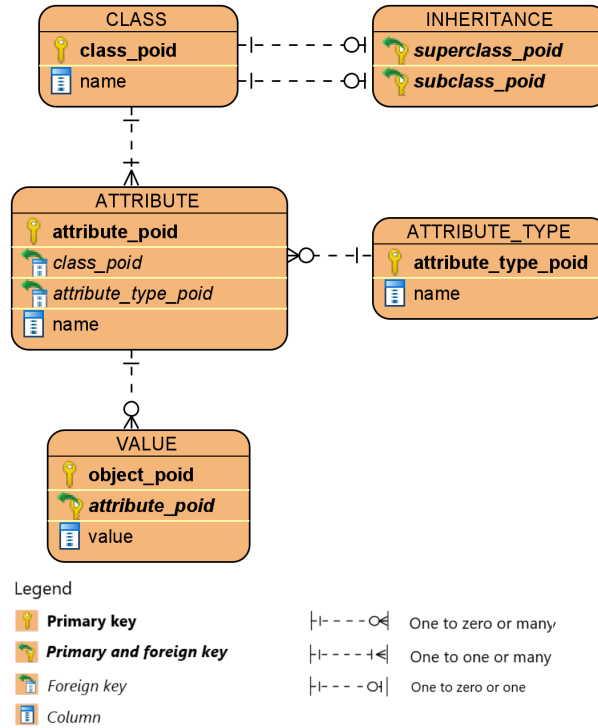 CLASS
class_poid
name
INHERITANCE
superclass_poid
subclass_poid
ATTRIBUTE
attribute_poid
class_poid
attribute_type_poid
name
ATTRIBUTE_TYPE
attribute_type_poid
name
VALUE
object_poid
attribute_poid
value
Legend
Primary key
Primary and foreign key
Foreign key
Column
One to zero or many
One to one or many
One to zero or one